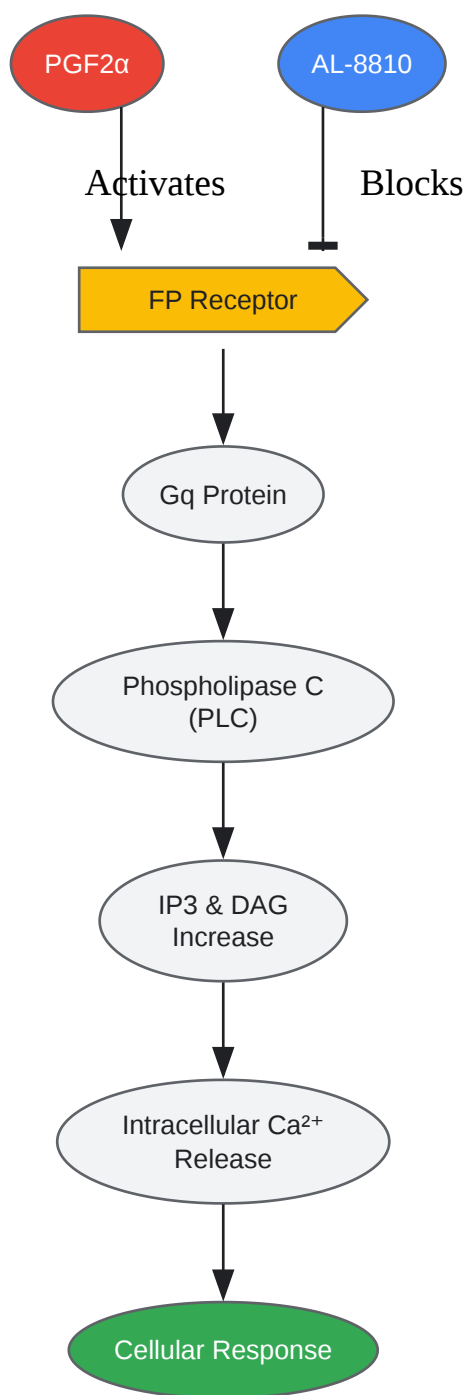 PGF2α
AL-8810
Activates
Blocks
FP Receptor
Gq Protein
Phospholipase C
(PLC)
IP3 & DAG
Increase
Intracellular Ca²⁺
Release
Cellular Response